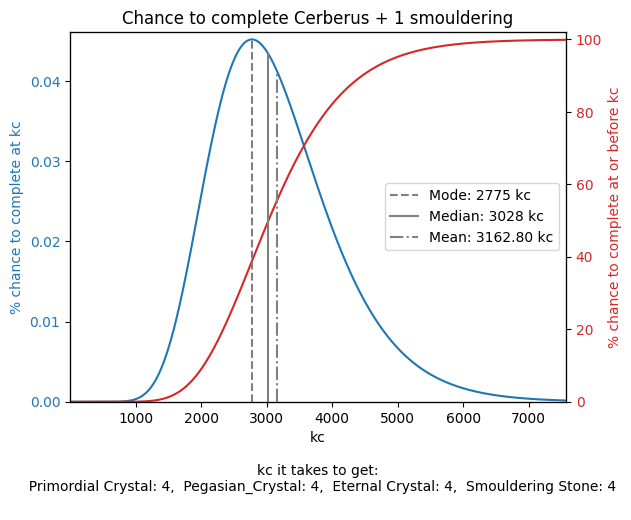 Chance to complete Cerberus + 1 smouldering
% chance to complete at kc
0.04
0.03
0.02
0.01
0.00
100
80
60
40
20
0
% chance to complete at or before kc
Mode: 2775 kc
Median: 3028 kc
Mean: 3162.80 kc
1000 2000 3000 4000 5000 6000 7000
kc
kc it takes to get:
Primordial Crystal: 4,  Pegasian_Crystal: 4,  Eternal Crystal: 4,  Smouldering Stone: 4